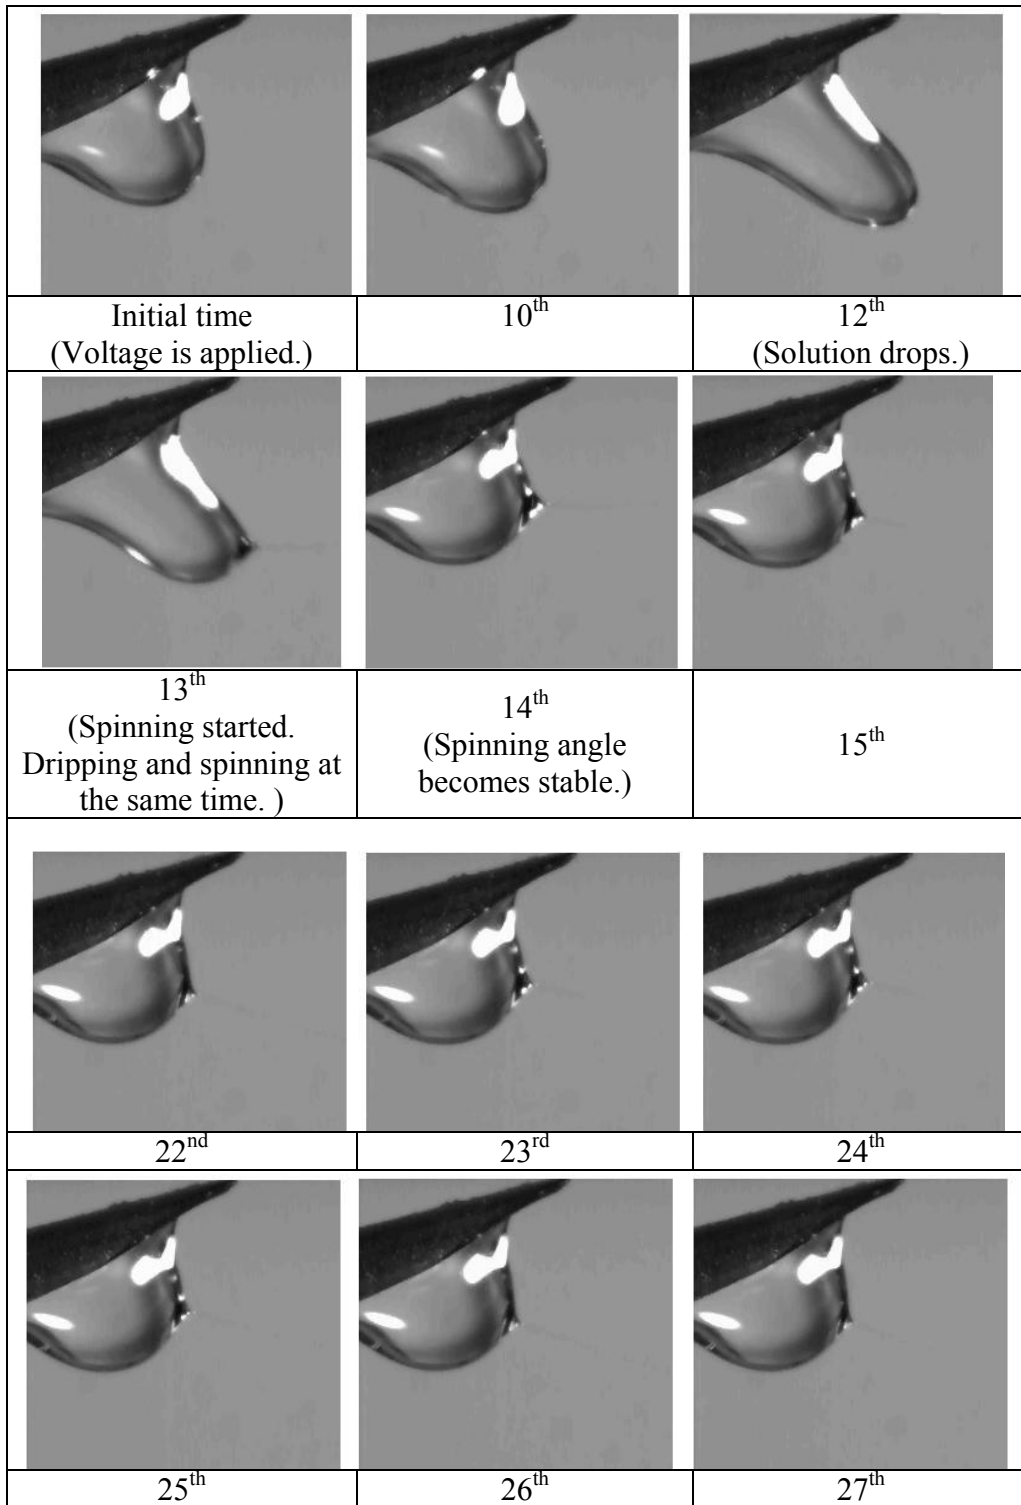 Initial time
(Voltage is applied.)
10th
12th
(Solution drops.)
13th
(Spinning started.
Dripping and spinning at
the same time. )
14th
(Spinning angle
becomes stable.)
15th
22nd
23rd
24th
25th
26th
27th